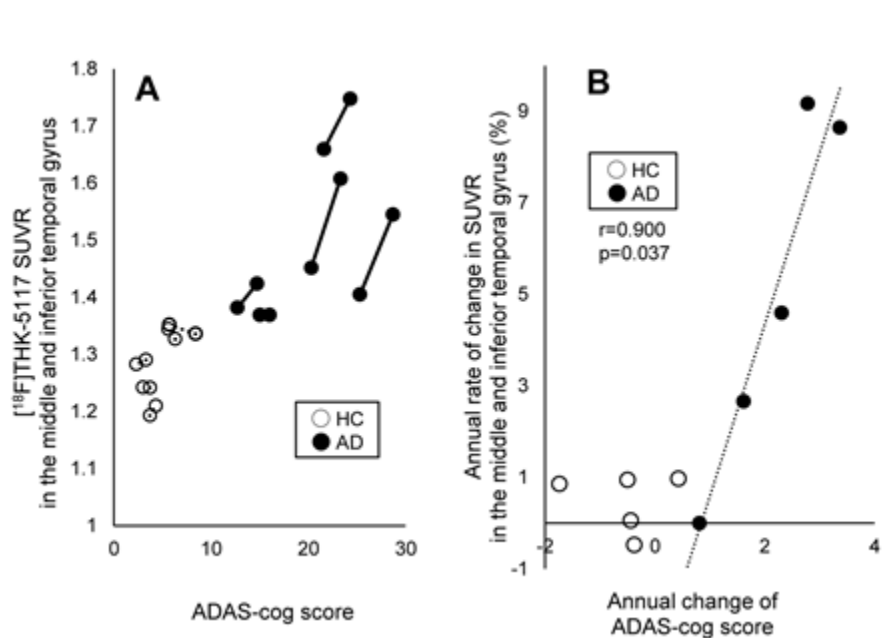 A
1.8
1.7
1.6
1.5
1.4
1.3
1.2
1.1
1
0
10
20
30
[¹⁸F]THK-5117 SUVR
in the middle and inferior temporal gyrus
HC
AD
ADAS-cog score
B
9
7
5
3
1
-1
-2
0
2
4
Annual rate of change in SUVR
in the middle and inferior temporal gyrus (%)
HC
AD
r=0.900
p=0.037
Annual change of
ADAS-cog score